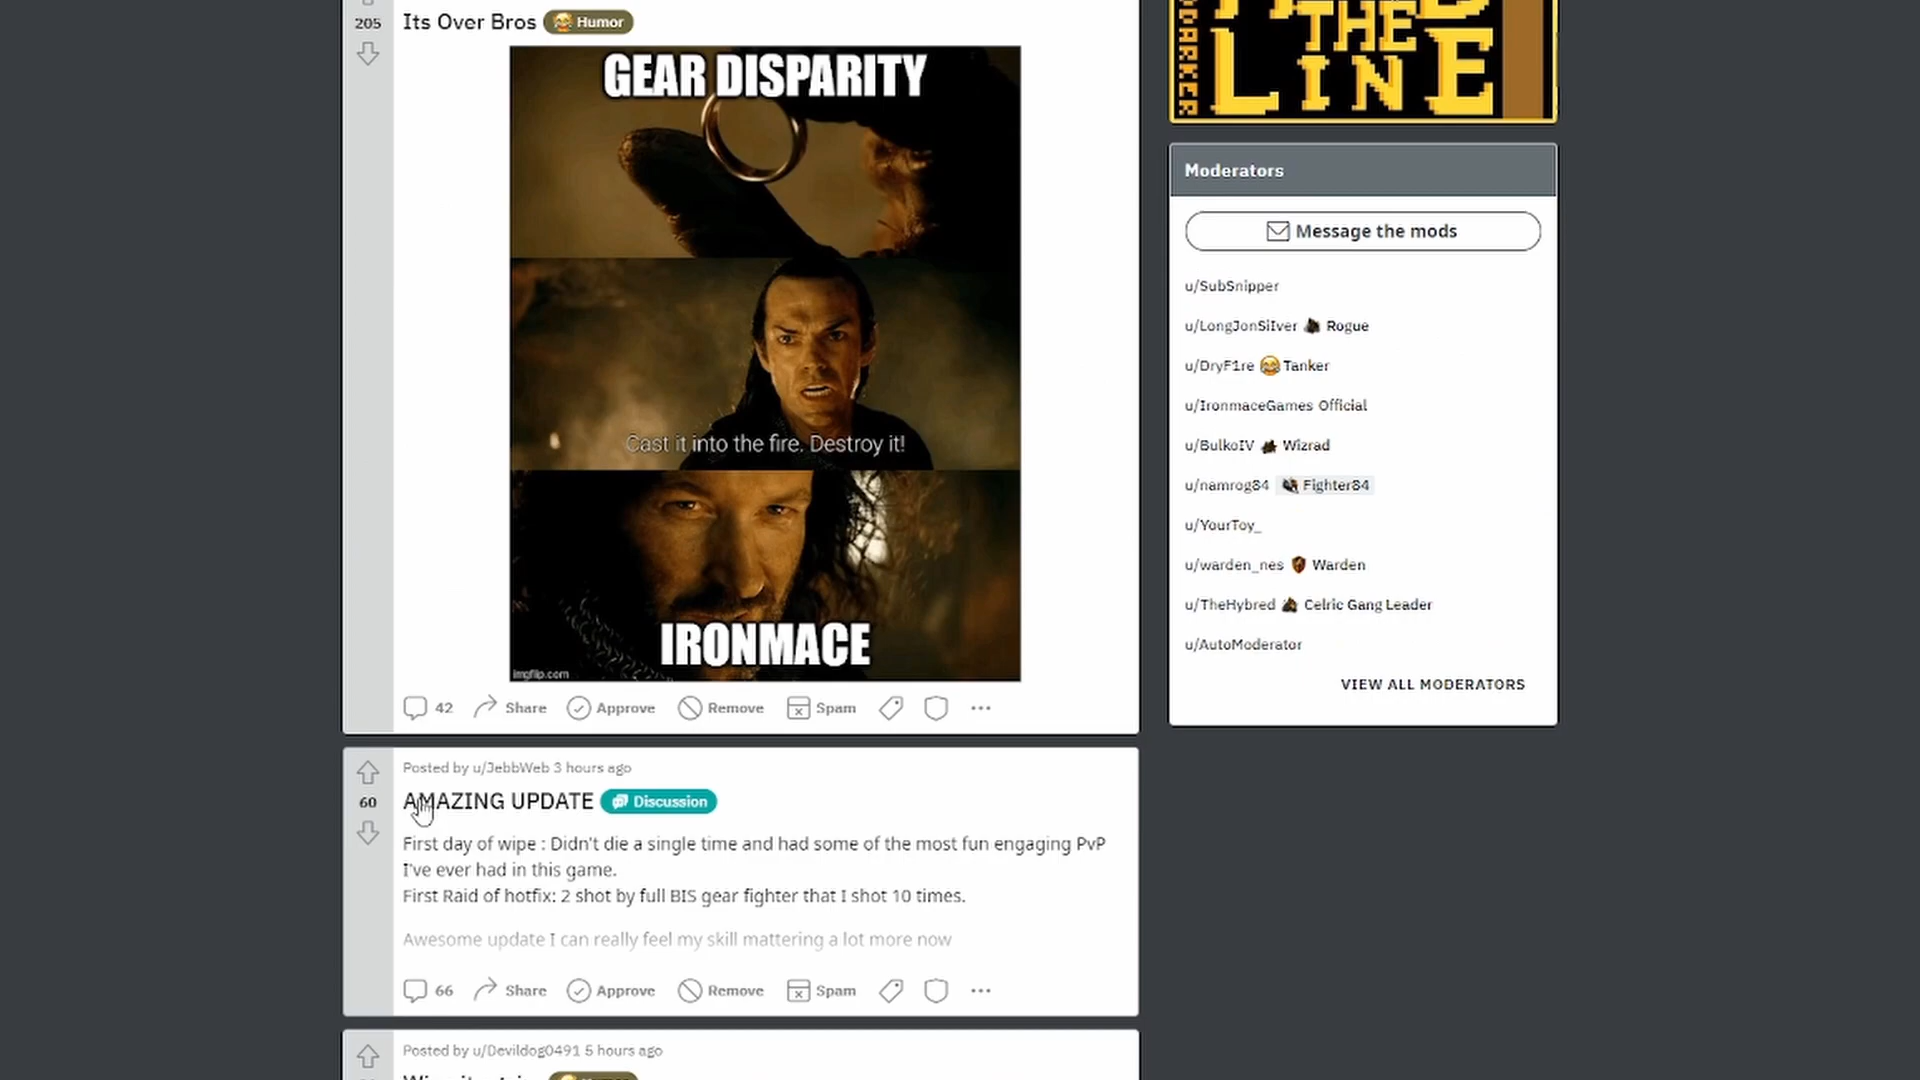 205
Its Over Bros
Humor
GEAR DISPARITY
Cast it into the fire. Destroy it!
IRONMACE
imgflip.com
42 Share Approve Remove Spam
Posted by u/JebbWeb 3 hours ago
60
AMAZING UPDATE
Discussion
First day of wipe : Didn't die a single time and had some of the most fun engaging PvP
I've ever had in this game.
First Raid of hotfix: 2 shot by full BIS gear fighter that I shot 10 times.
Awesome update I can really feel my skill mattering a lot more now
66 Share Approve Remove Spam
Posted by u/Devildog0491 5 hours ago
THE
LINE
DARKER
Moderators
Message the mods
u/SubSnipper
u/LongJonSilver Rogue
u/DryF1re Tanker
u/IronmaceGames Official
u/BulkoIV Wizrad
u/namrog84 Fighter84
u/YourToy_
u/warden_nes Warden
u/TheHybred Celric Gang Leader
u/AutoModerator
VIEW ALL MODERATORS